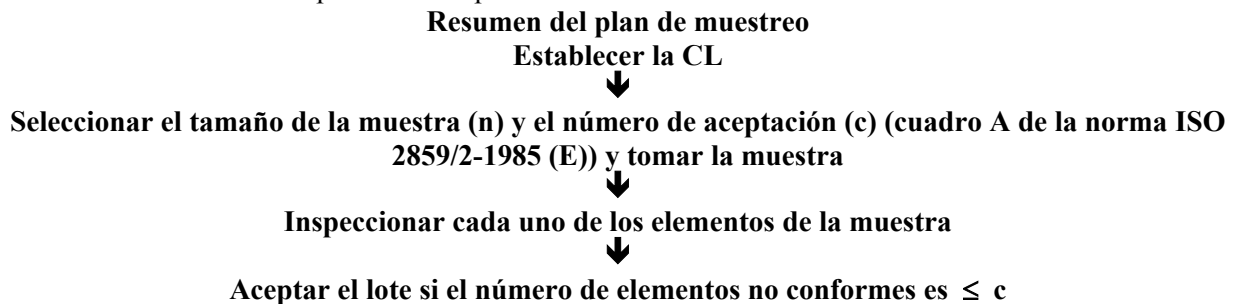 Resumen del plan de muestreo
Establecer la CL
🡻
Seleccionar el tamaño de la muestra (n) y el número de aceptación (c) (cuadro A de la norma ISO
2859/2-1985 (E)) y tomar la muestra
🡻
Inspeccionar cada uno de los elementos de la muestra
🡻
Aceptar el lote si el número de elementos no conformes es ≤ c